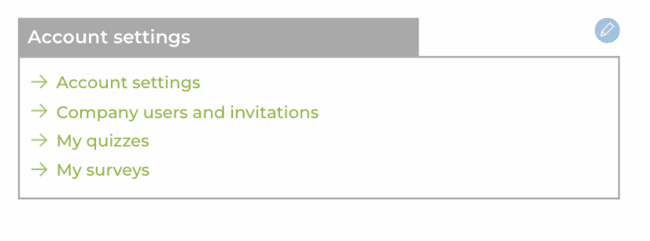 Account settings
Account settings
Company users and invitations
My quizzes
My surveys